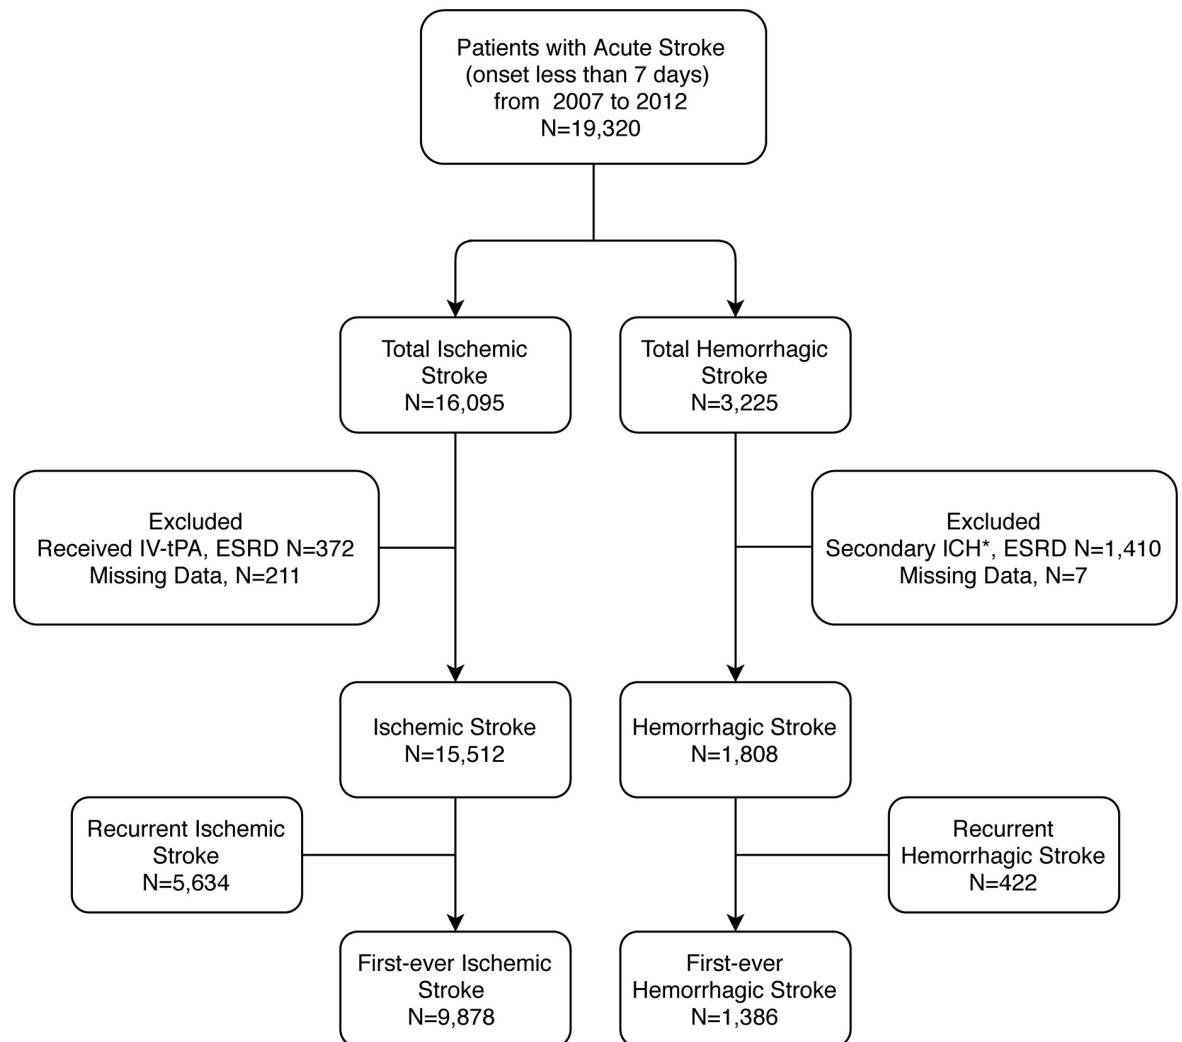 Patients with Acute Stroke
(onset less than 7 days)
from  2007 to 2012
N=19,320
Total Ischemic
Stroke
N=16,095
Total Hemorrhagic
Stroke
N=3,225
Excluded
Received IV-tPA, ESRD N=372
Missing Data, N=211
Excluded
Secondary ICH*, ESRD N=1,410
Missing Data, N=7
Ischemic Stroke
N=15,512
Hemorrhagic Stroke
N=1,808
Recurrent Ischemic
Stroke
N=5,634
Recurrent
Hemorrhagic Stroke
N=422
First-ever Ischemic
Stroke
N=9,878
First-ever
Hemorrhagic Stroke
N=1,386